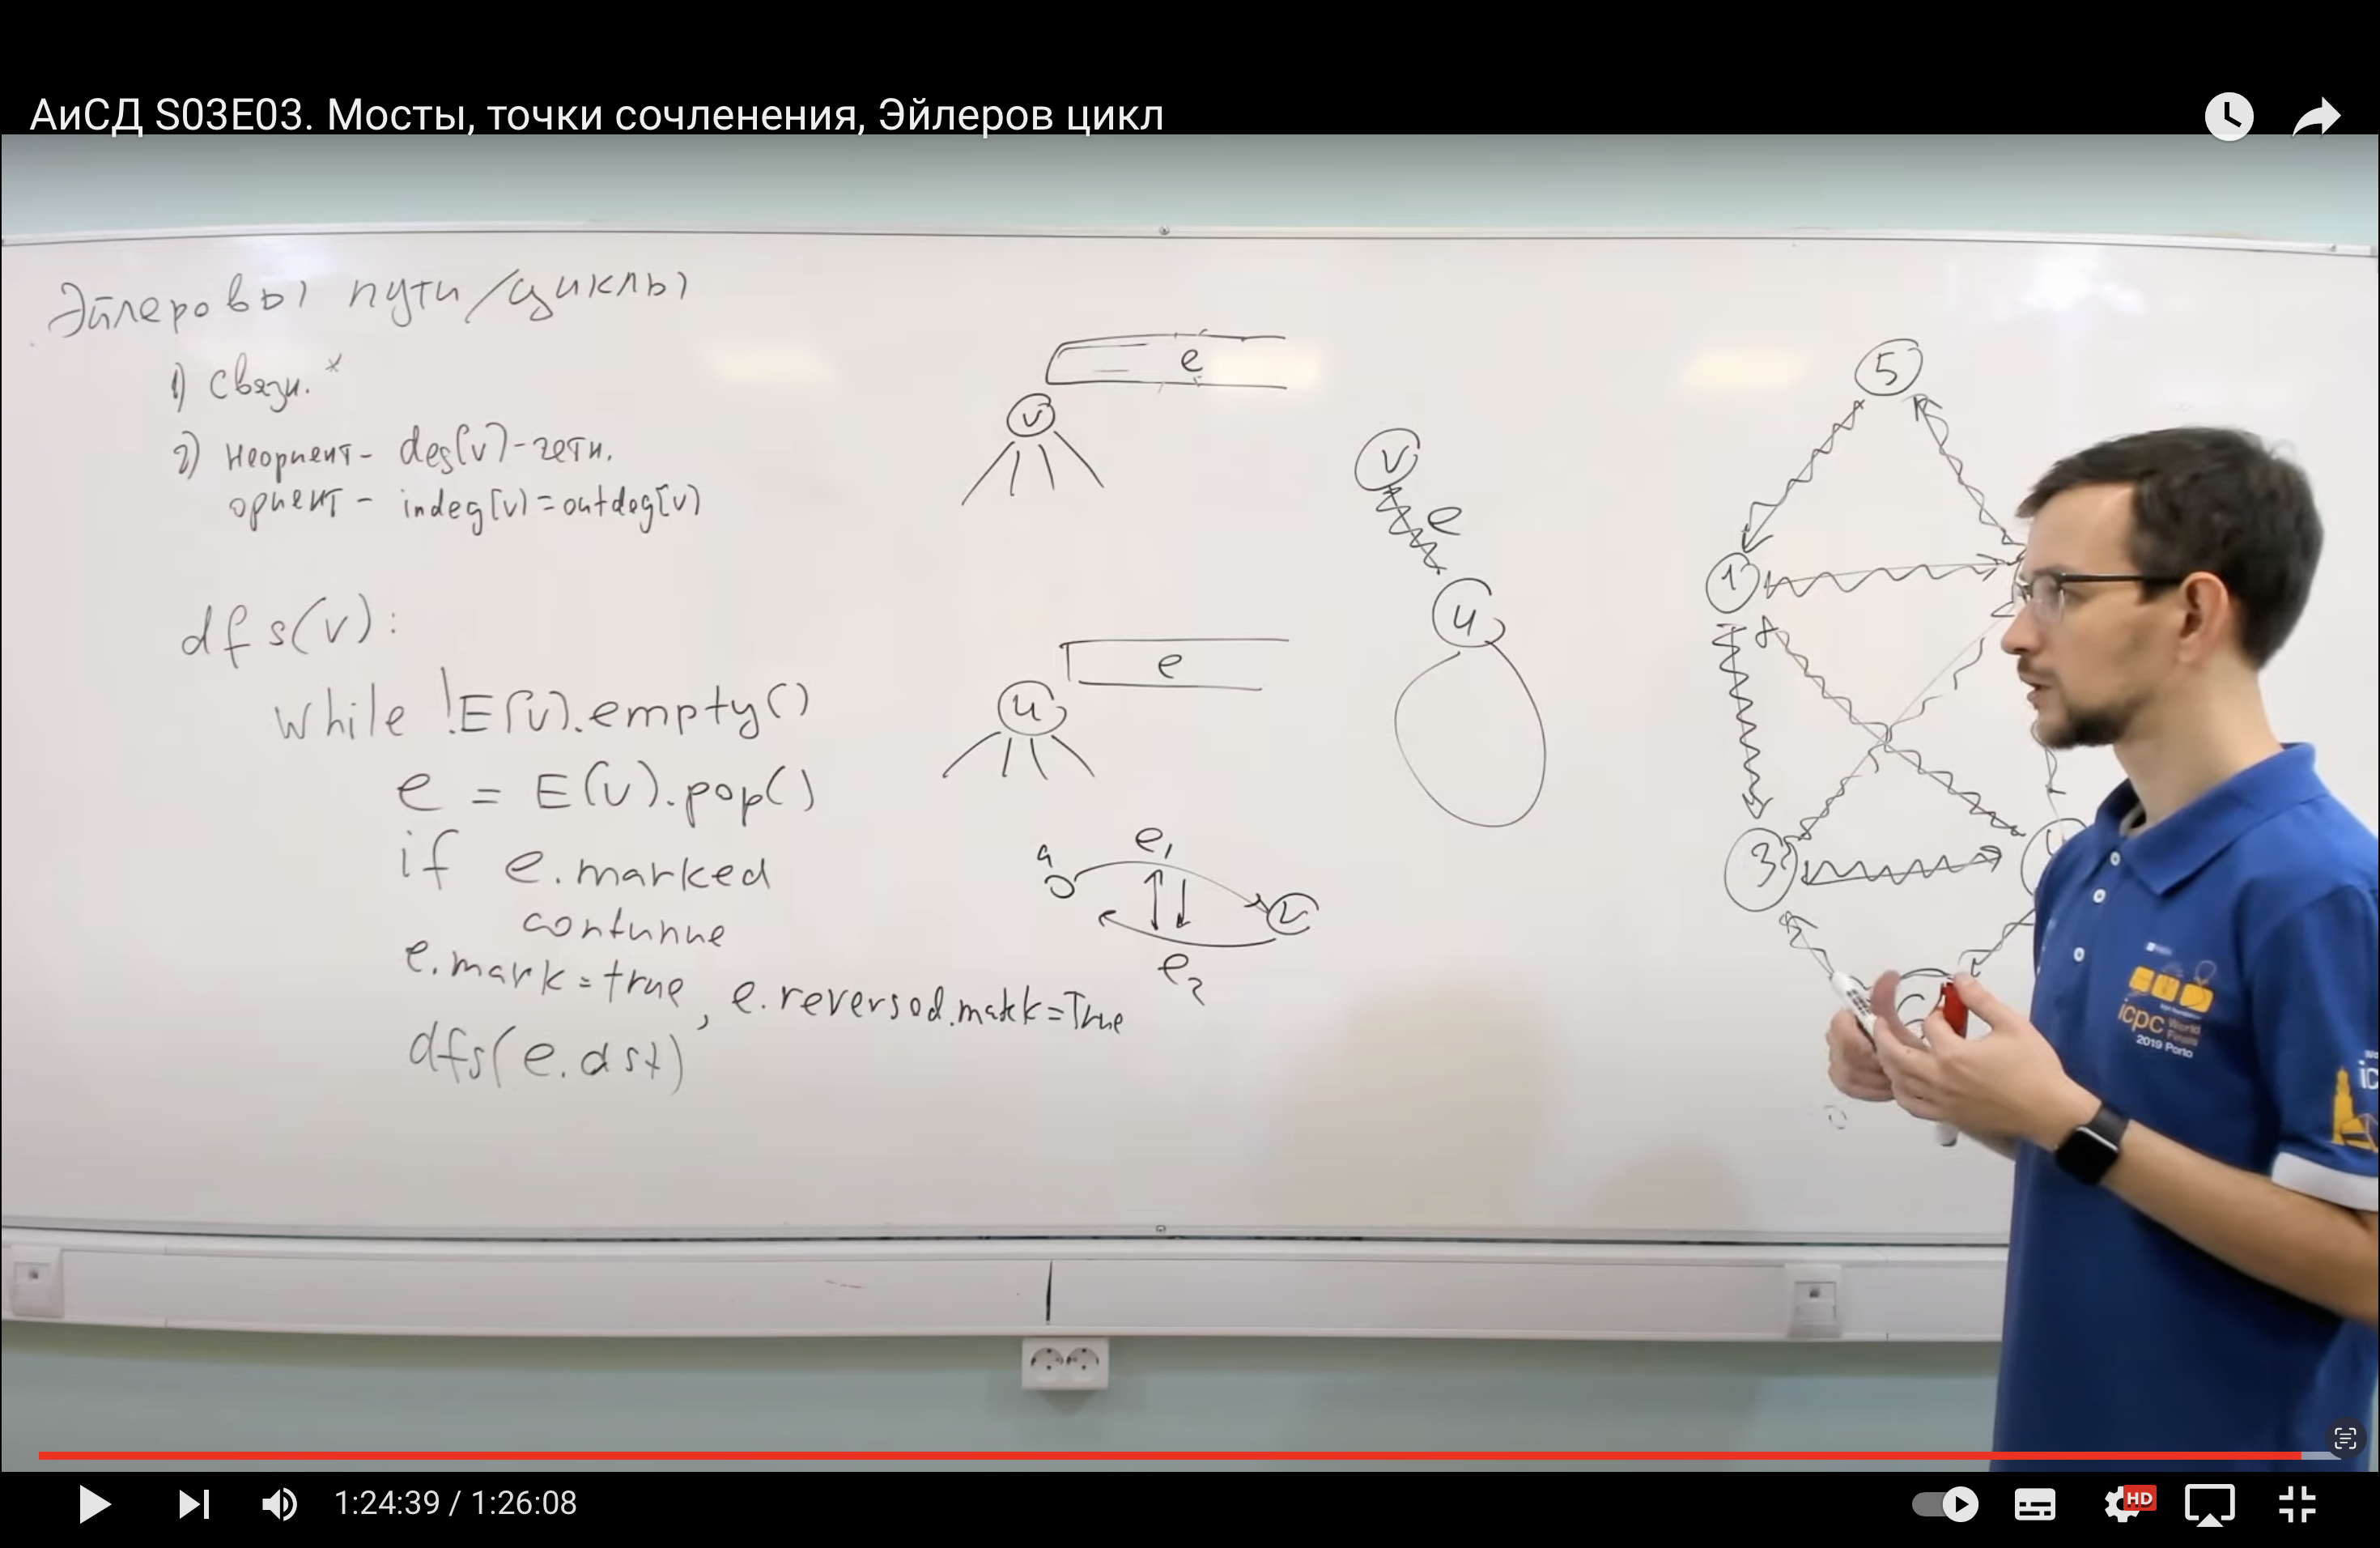 АиСД S03E03. Мосты, точки сочленения, Эйлеров цикл
Эйлеровы пути/циклы
1) Связн.*
2) неориент - deg(v) - четн.
ориент - indeg(v) = outdeg(v)
dfs(v):
while !E(v).empty()
e = E(v).pop()
if e.marked
continue
e.mark = true, e.reversed.mark = True
dfs(e.dst)
e
v
e
u
e1
u
v
e2
v
e
u
5
1
3
4
icpc World Finals
2019 Porto
ic
1:24:39 / 1:26:08
HD